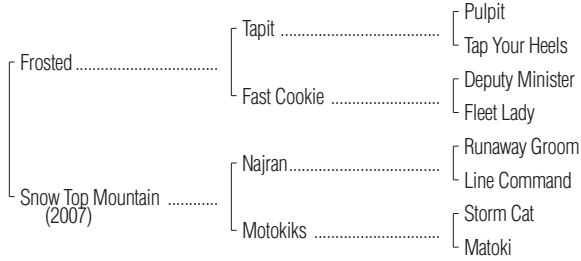 Pulpit
Tapit ........................................
Tap Your Heels
Frosted ....................................
Deputy Minister
Fast Cookie ...........................
Fleet Lady
Runaway Groom
Najran......................................
Line Command
Snow Top Mountain ............
(2007)
Storm Cat
Motokiks ...............................
Matoki